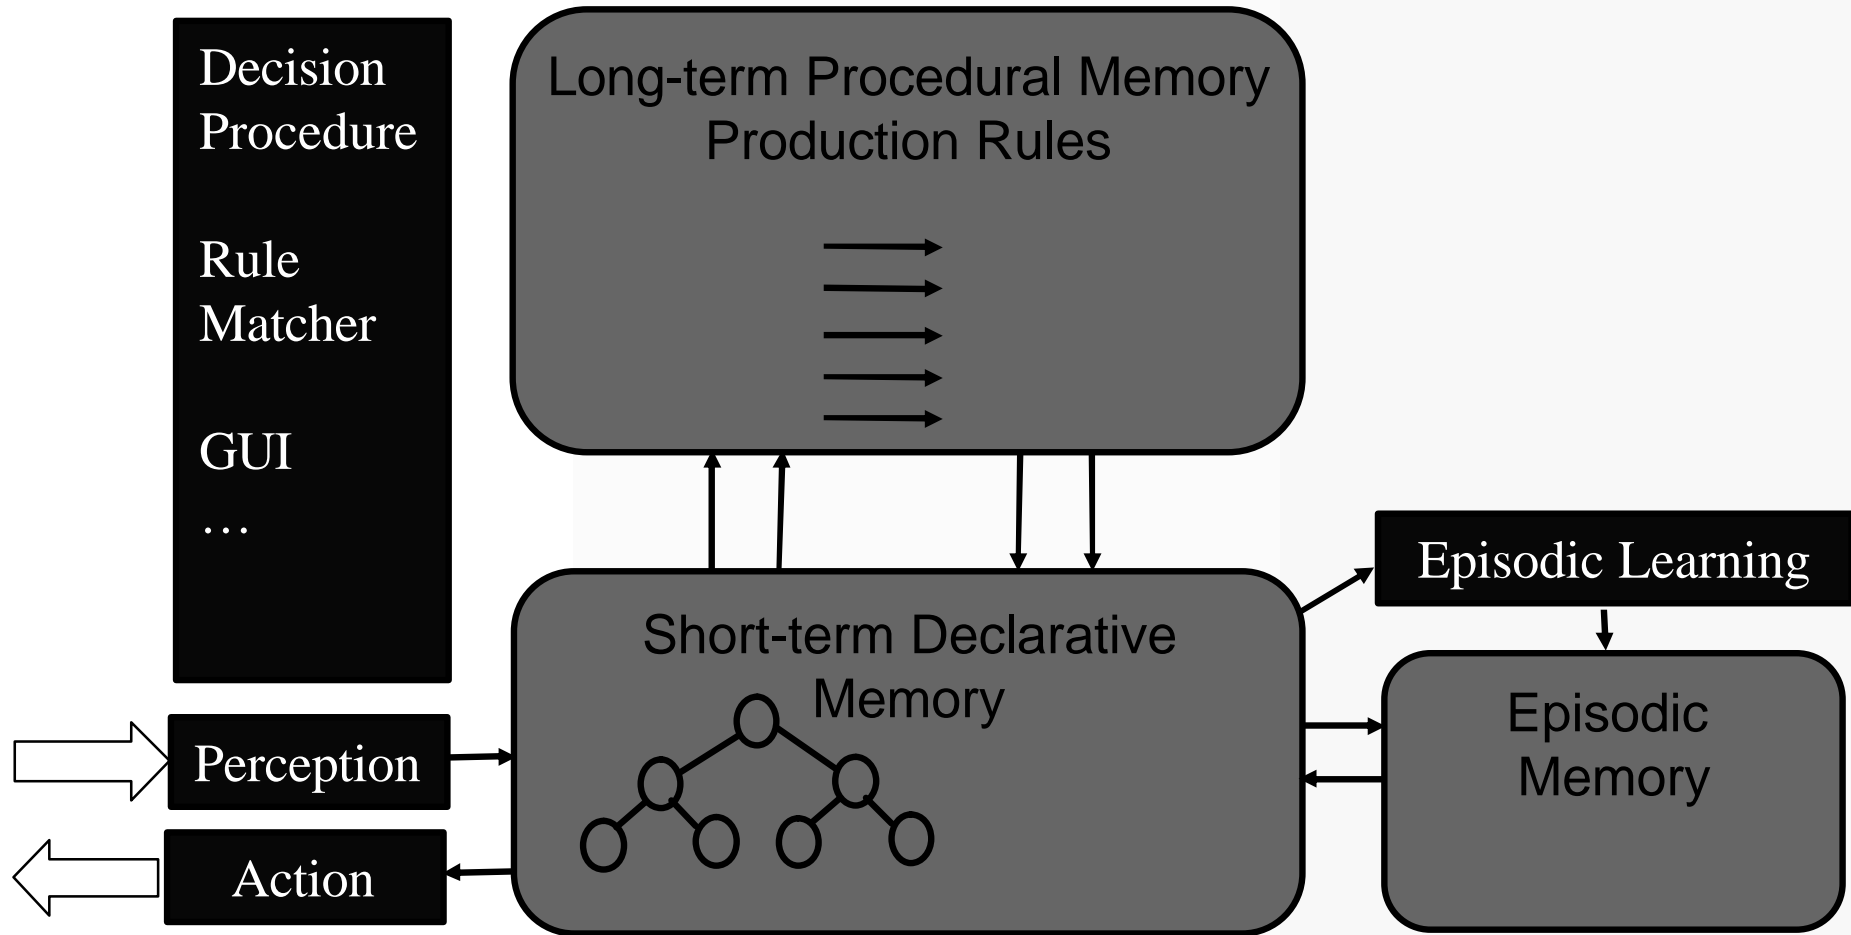 Decision
Procedure
Rule
Matcher
GUI
…
Long-term Procedural Memory
Production Rules
Short-term Declarative
Memory
Episodic Learning
Episodic
Memory
Perception
Action